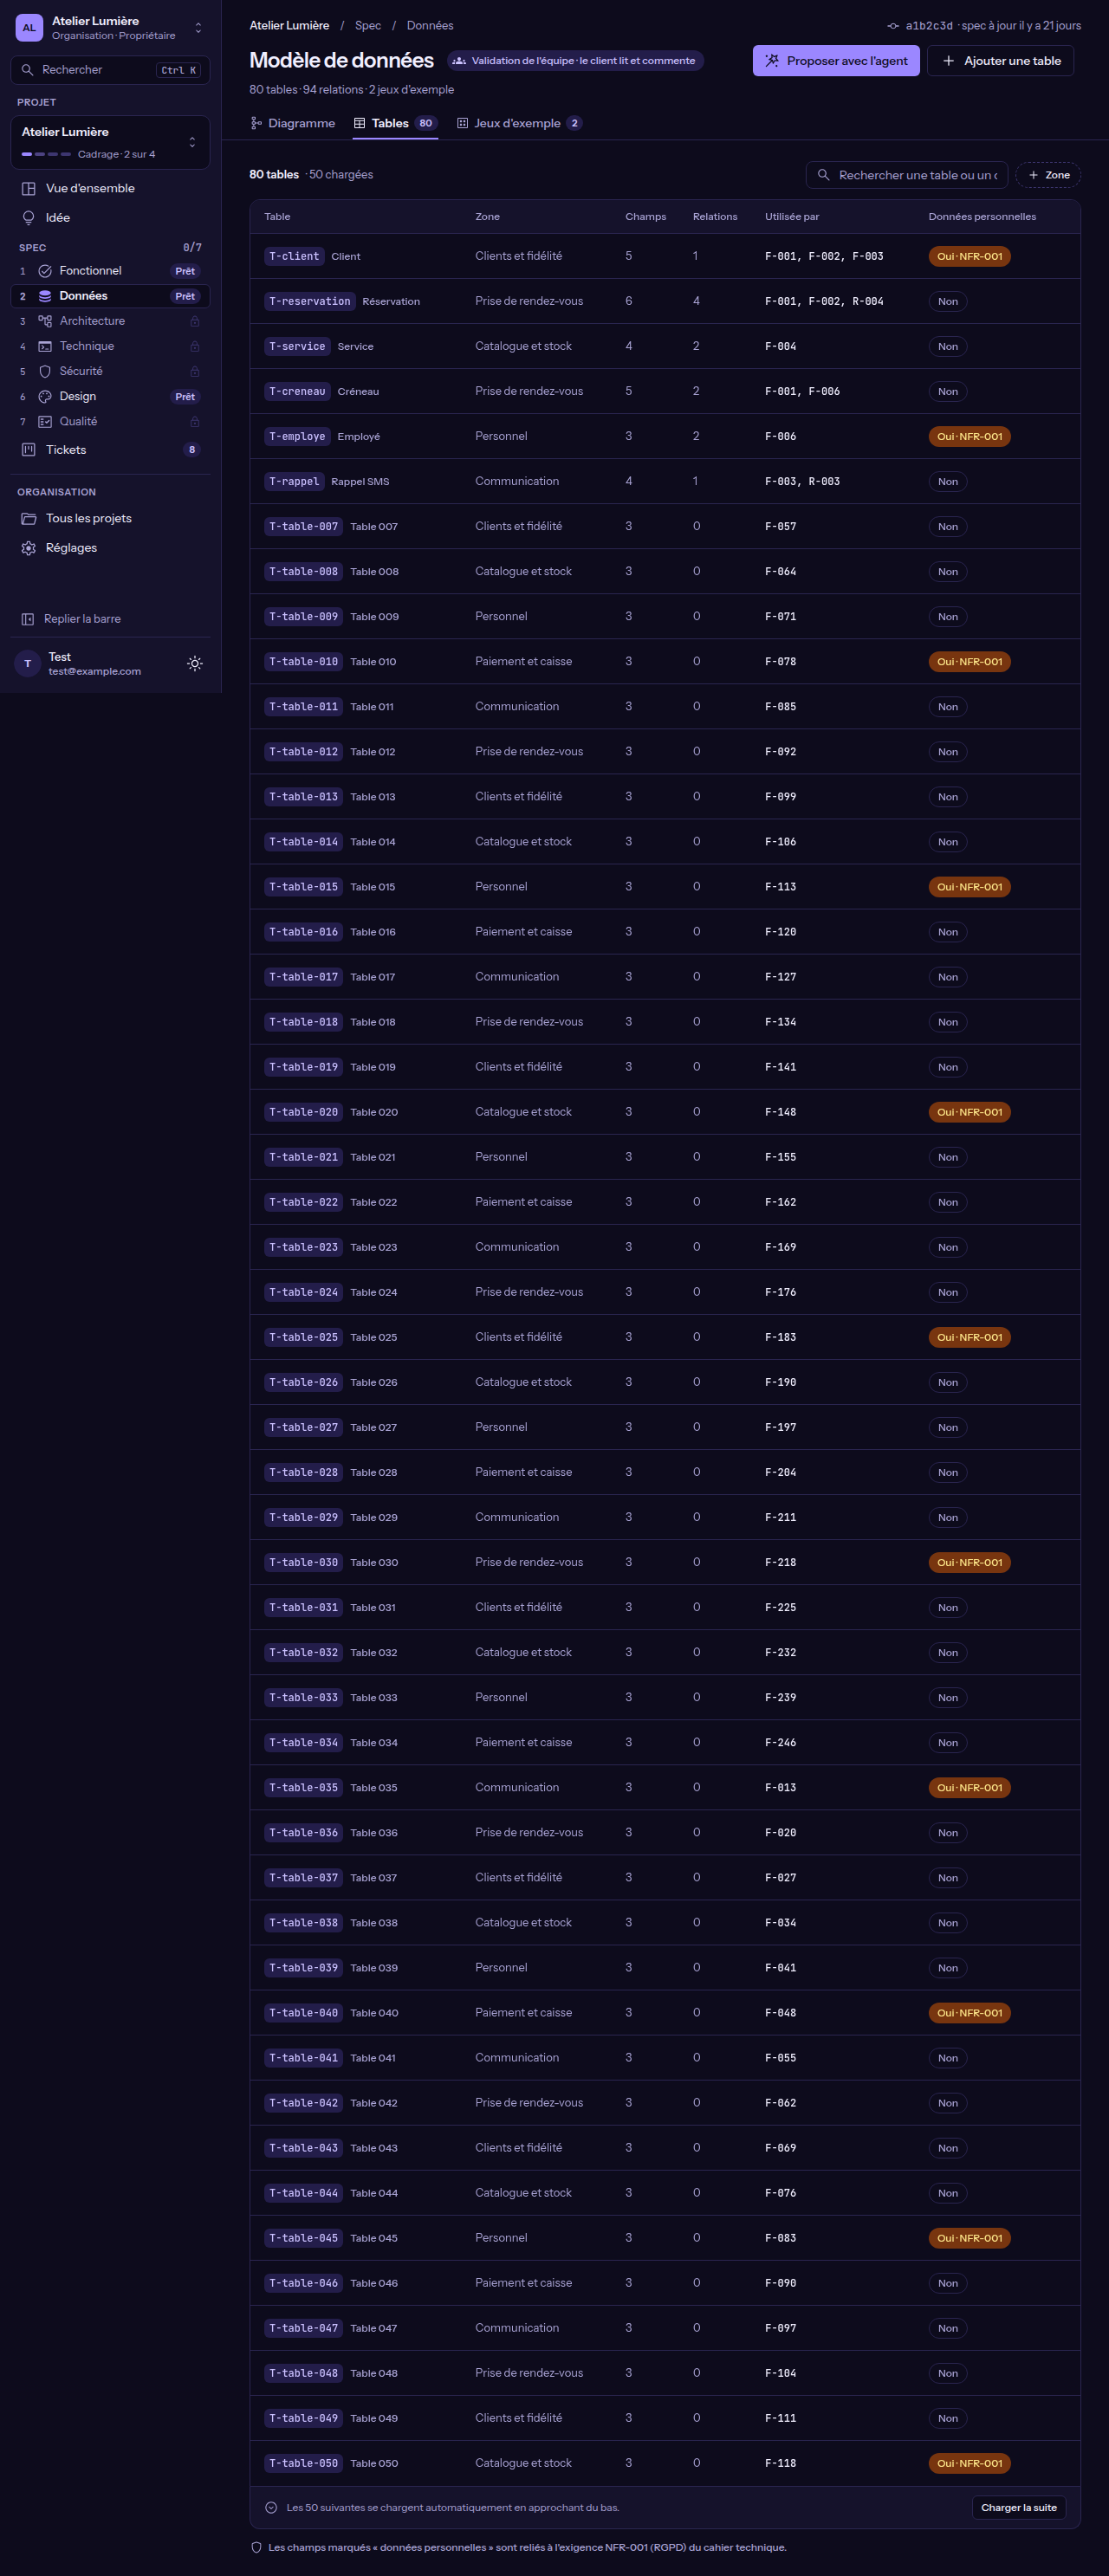 AL Atelier Lumière
Organisation · Propriétaire
Rechercher Ctrl K
PROJET
Atelier Lumière
Cadrage · 2 sur 4
Vue d'ensemble
Idée
SPEC 0/7
1 Fonctionnel Prêt
2 Données Prêt
3 Architecture
4 Technique
5 Sécurité
6 Design Prêt
7 Qualité
Tickets 8
ORGANISATION
Tous les projets
Réglages
Replier la barre
T Test
test@example.com
Atelier Lumière / Spec / Données
a1b2c3d · spec à jour il y a 21 jours
Modèle de données
Validation de l'équipe · le client lit et commente
Proposer avec l'agent
Ajouter une table
80 tables · 94 relations · 2 jeux d'exemple
Diagramme Tables 80 Jeux d'exemple 2
80 tables · 50 chargées
Rechercher une table ou un c
Zone
Table Zone Champs Relations Utilisée par Données personnelles
T-client Client Clients et fidélité 5 1 F-001, F-002, F-003 Oui · NFR-001
T-reservation Réservation Prise de rendez-vous 6 4 F-001, F-002, R-004 Non
T-service Service Catalogue et stock 4 2 F-004 Non
T-creneau Créneau Prise de rendez-vous 5 2 F-001, F-006 Non
T-employe Employé Personnel 3 2 F-006 Oui · NFR-001
T-rappel Rappel SMS Communication 4 1 F-003, R-003 Non
T-table-007 Table 007 Clients et fidélité 3 0 F-057 Non
T-table-008 Table 008 Catalogue et stock 3 0 F-064 Non
T-table-009 Table 009 Personnel 3 0 F-071 Non
T-table-010 Table 010 Paiement et caisse 3 0 F-078 Oui · NFR-001
T-table-011 Table 011 Communication 3 0 F-085 Non
T-table-012 Table 012 Prise de rendez-vous 3 0 F-092 Non
T-table-013 Table 013 Clients et fidélité 3 0 F-099 Non
T-table-014 Table 014 Catalogue et stock 3 0 F-106 Non
T-table-015 Table 015 Personnel 3 0 F-113 Oui · NFR-001
T-table-016 Table 016 Paiement et caisse 3 0 F-120 Non
T-table-017 Table 017 Communication 3 0 F-127 Non
T-table-018 Table 018 Prise de rendez-vous 3 0 F-134 Non
T-table-019 Table 019 Clients et fidélité 3 0 F-141 Non
T-table-020 Table 020 Catalogue et stock 3 0 F-148 Oui · NFR-001
T-table-021 Table 021 Personnel 3 0 F-155 Non
T-table-022 Table 022 Paiement et caisse 3 0 F-162 Non
T-table-023 Table 023 Communication 3 0 F-169 Non
T-table-024 Table 024 Prise de rendez-vous 3 0 F-176 Non
T-table-025 Table 025 Clients et fidélité 3 0 F-183 Oui · NFR-001
T-table-026 Table 026 Catalogue et stock 3 0 F-190 Non
T-table-027 Table 027 Personnel 3 0 F-197 Non
T-table-028 Table 028 Paiement et caisse 3 0 F-204 Non
T-table-029 Table 029 Communication 3 0 F-211 Non
T-table-030 Table 030 Prise de rendez-vous 3 0 F-218 Oui · NFR-001
T-table-031 Table 031 Clients et fidélité 3 0 F-225 Non
T-table-032 Table 032 Catalogue et stock 3 0 F-232 Non
T-table-033 Table 033 Personnel 3 0 F-239 Non
T-table-034 Table 034 Paiement et caisse 3 0 F-246 Non
T-table-035 Table 035 Communication 3 0 F-013 Oui · NFR-001
T-table-036 Table 036 Prise de rendez-vous 3 0 F-020 Non
T-table-037 Table 037 Clients et fidélité 3 0 F-027 Non
T-table-038 Table 038 Catalogue et stock 3 0 F-034 Non
T-table-039 Table 039 Personnel 3 0 F-041 Non
T-table-040 Table 040 Paiement et caisse 3 0 F-048 Oui · NFR-001
T-table-041 Table 041 Communication 3 0 F-055 Non
T-table-042 Table 042 Prise de rendez-vous 3 0 F-062 Non
T-table-043 Table 043 Clients et fidélité 3 0 F-069 Non
T-table-044 Table 044 Catalogue et stock 3 0 F-076 Non
T-table-045 Table 045 Personnel 3 0 F-083 Oui · NFR-001
T-table-046 Table 046 Paiement et caisse 3 0 F-090 Non
T-table-047 Table 047 Communication 3 0 F-097 Non
T-table-048 Table 048 Prise de rendez-vous 3 0 F-104 Non
T-table-049 Table 049 Clients et fidélité 3 0 F-111 Non
T-table-050 Table 050 Catalogue et stock 3 0 F-118 Oui · NFR-001
Les 50 suivantes se chargent automatiquement en approchant du bas.
Charger la suite
Les champs marqués « données personnelles » sont reliés à l'exigence NFR-001 (RGPD) du cahier technique.